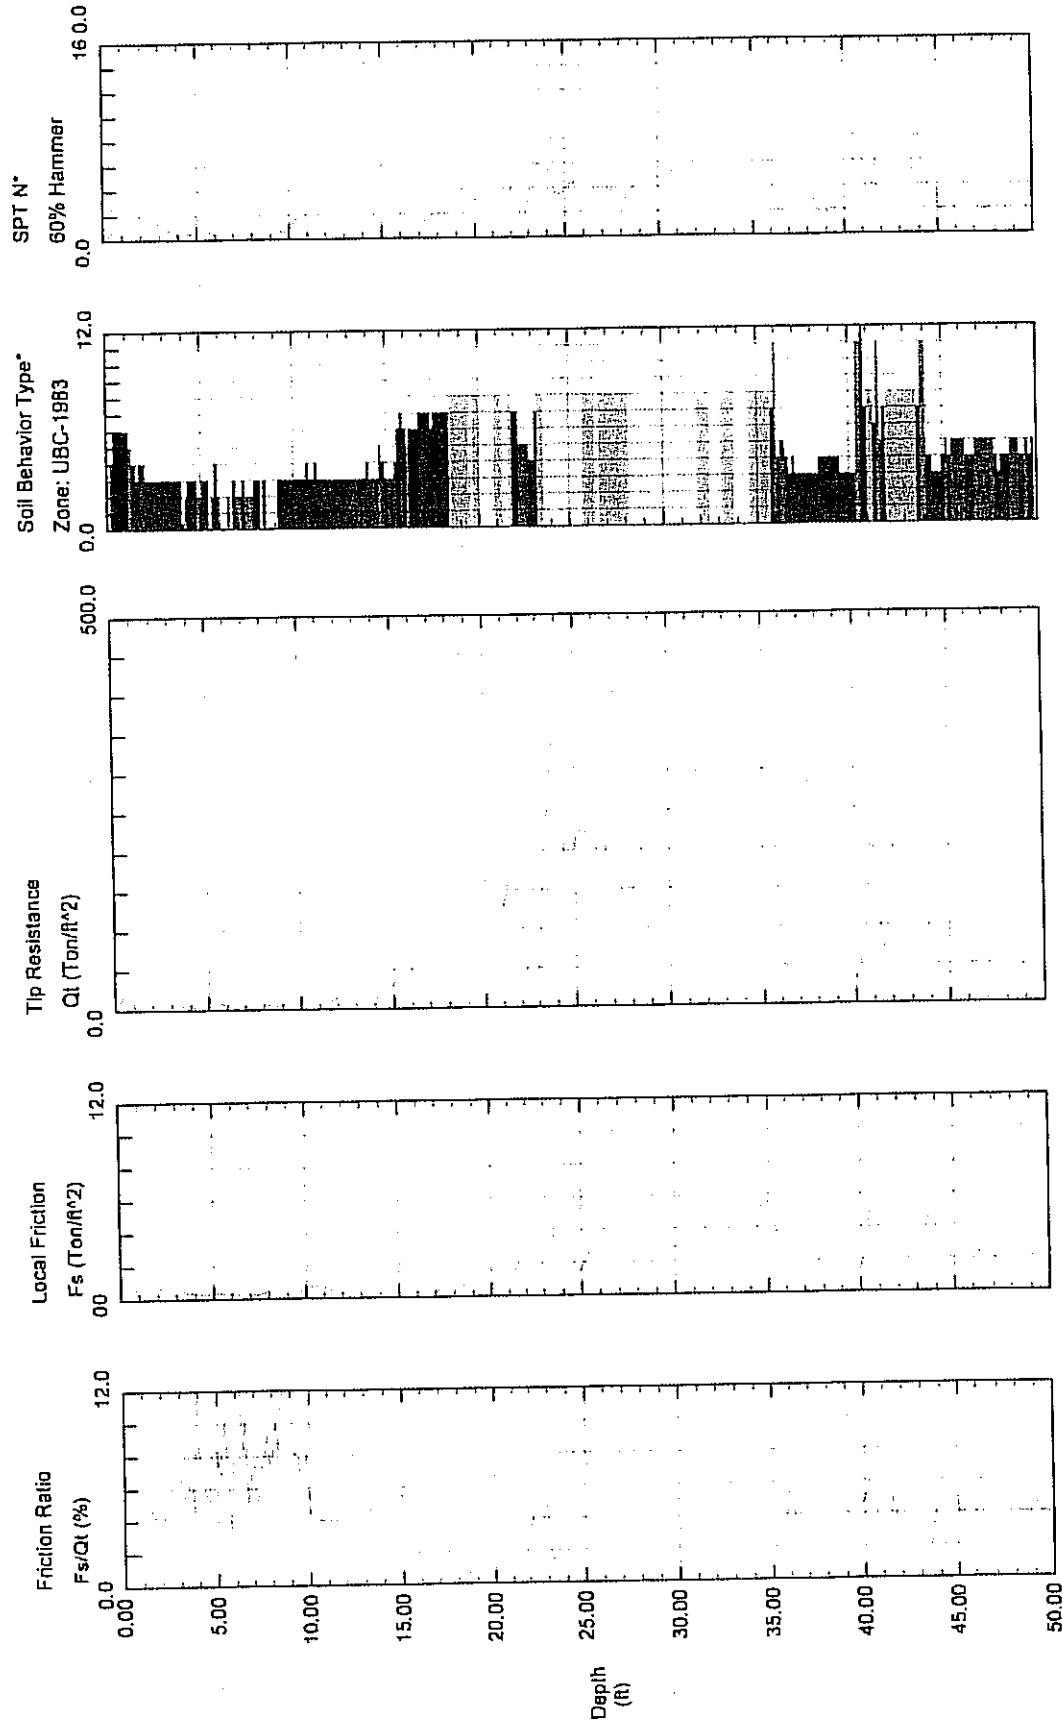 Friction Ratio
Fs/Qt (%)
0.0
12.0
Local Friction
Fs (Ton/ft^2)
00
12.0
Tip Resistance
Qt (Ton/ft^2)
0.0
500.0
Soil Behavior Type*
Zone: UBC-1983
0.0
12.0
SPT N*
60% Hammer
0.0
16 0.0
Depth
(ft)
0.00
5.00
10.00
15.00
20.00
25.00
30.00
35.00
40.00
45.00
50.00